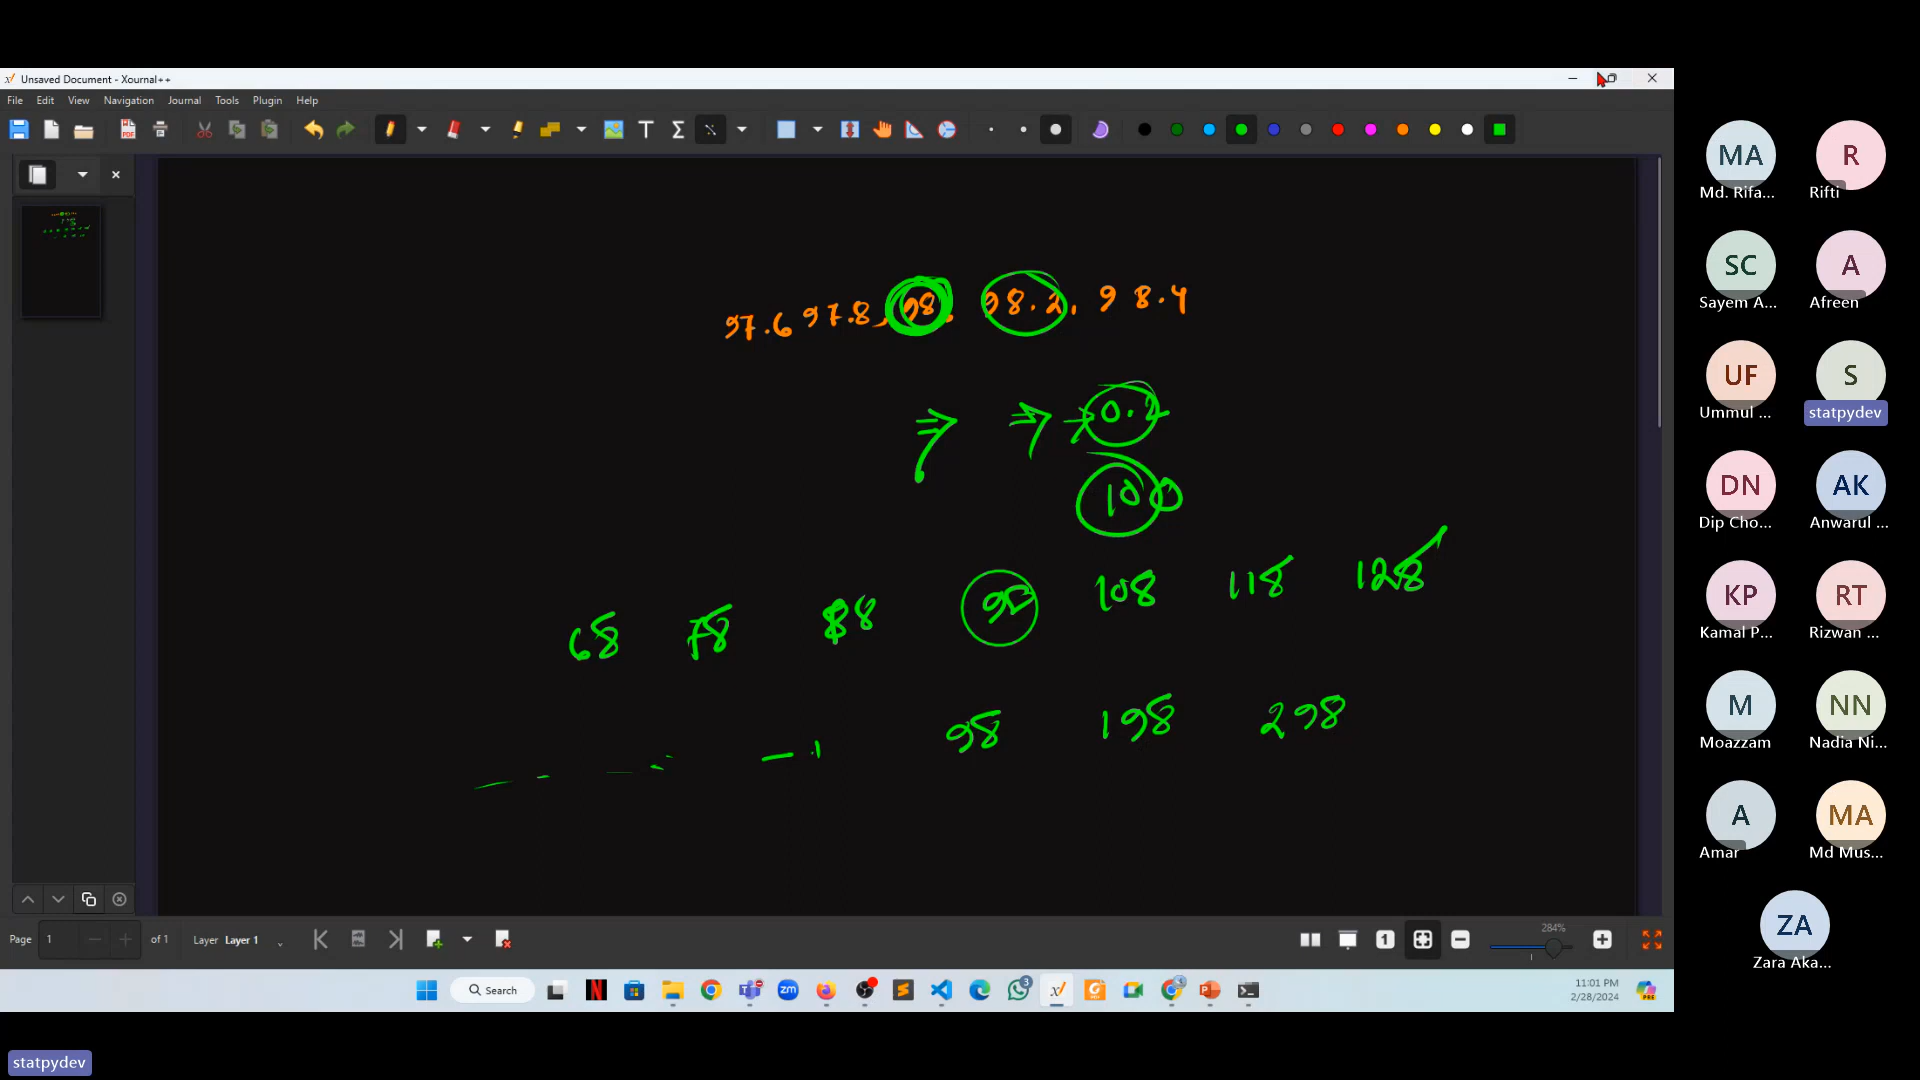 Unsaved Document - Xournal++
File Edit View Navigation Journal Tools Plugin Help
97.6 97.8, 98, 98.2, 98.4
0.2
100
68 78 88 98 108 118 128
98 198 298
MA R
Md. Rifa... Rifti
SC A
Sayem A... Afreen
UF S
Ummul ... statpydev
DN AK
Dip Cho... Anwarul ...
KP RT
Kamal P... Rizwan ...
M NN
Moazzam Nadia Ni...
A MA
Amar Md Mus...
ZA
Zara Aka...
Page 1 of 1 Layer Layer 1 1 284%
Search zm 3 11:01 PM
2/28/2024
statpydev